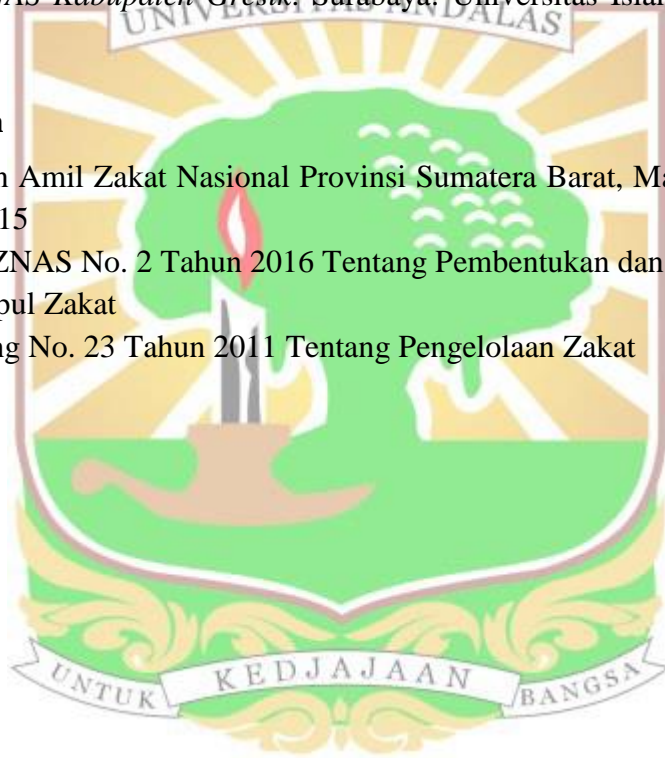 AS Kabupaten Gresik. Surabaya: Universitas Islam
UNIVERSITAS ANDALAS
n Amil Zakat Nasional Provinsi Sumatera Barat, Ma
15
ZNAS No. 2 Tahun 2016 Tentang Pembentukan dan
pul Zakat
ng No. 23 Tahun 2011 Tentang Pengelolaan Zakat
UNTUK KEDJAJAAN BANGSA